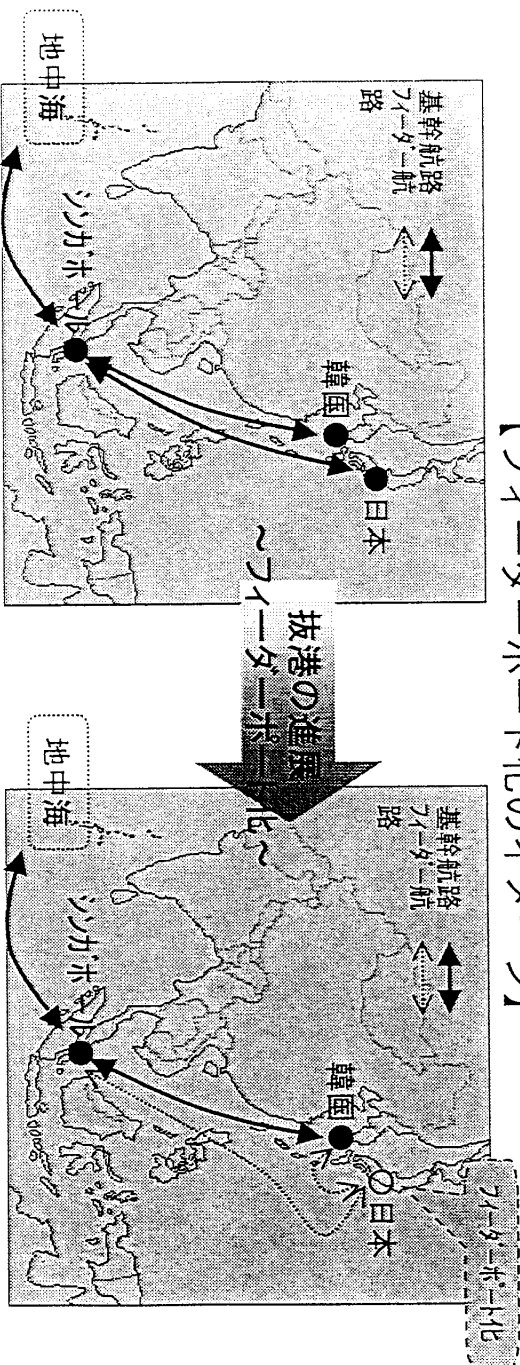 【フィーダーポート化のイメージ】
基幹航路
フィーダー航
路
韓国
日本
シンガポール
地中海
抜港の進展
～フィーダーポート化～
基幹航路
フィーダー航
路
韓国
日本
シンガポール
地中海
フィーダーポート化